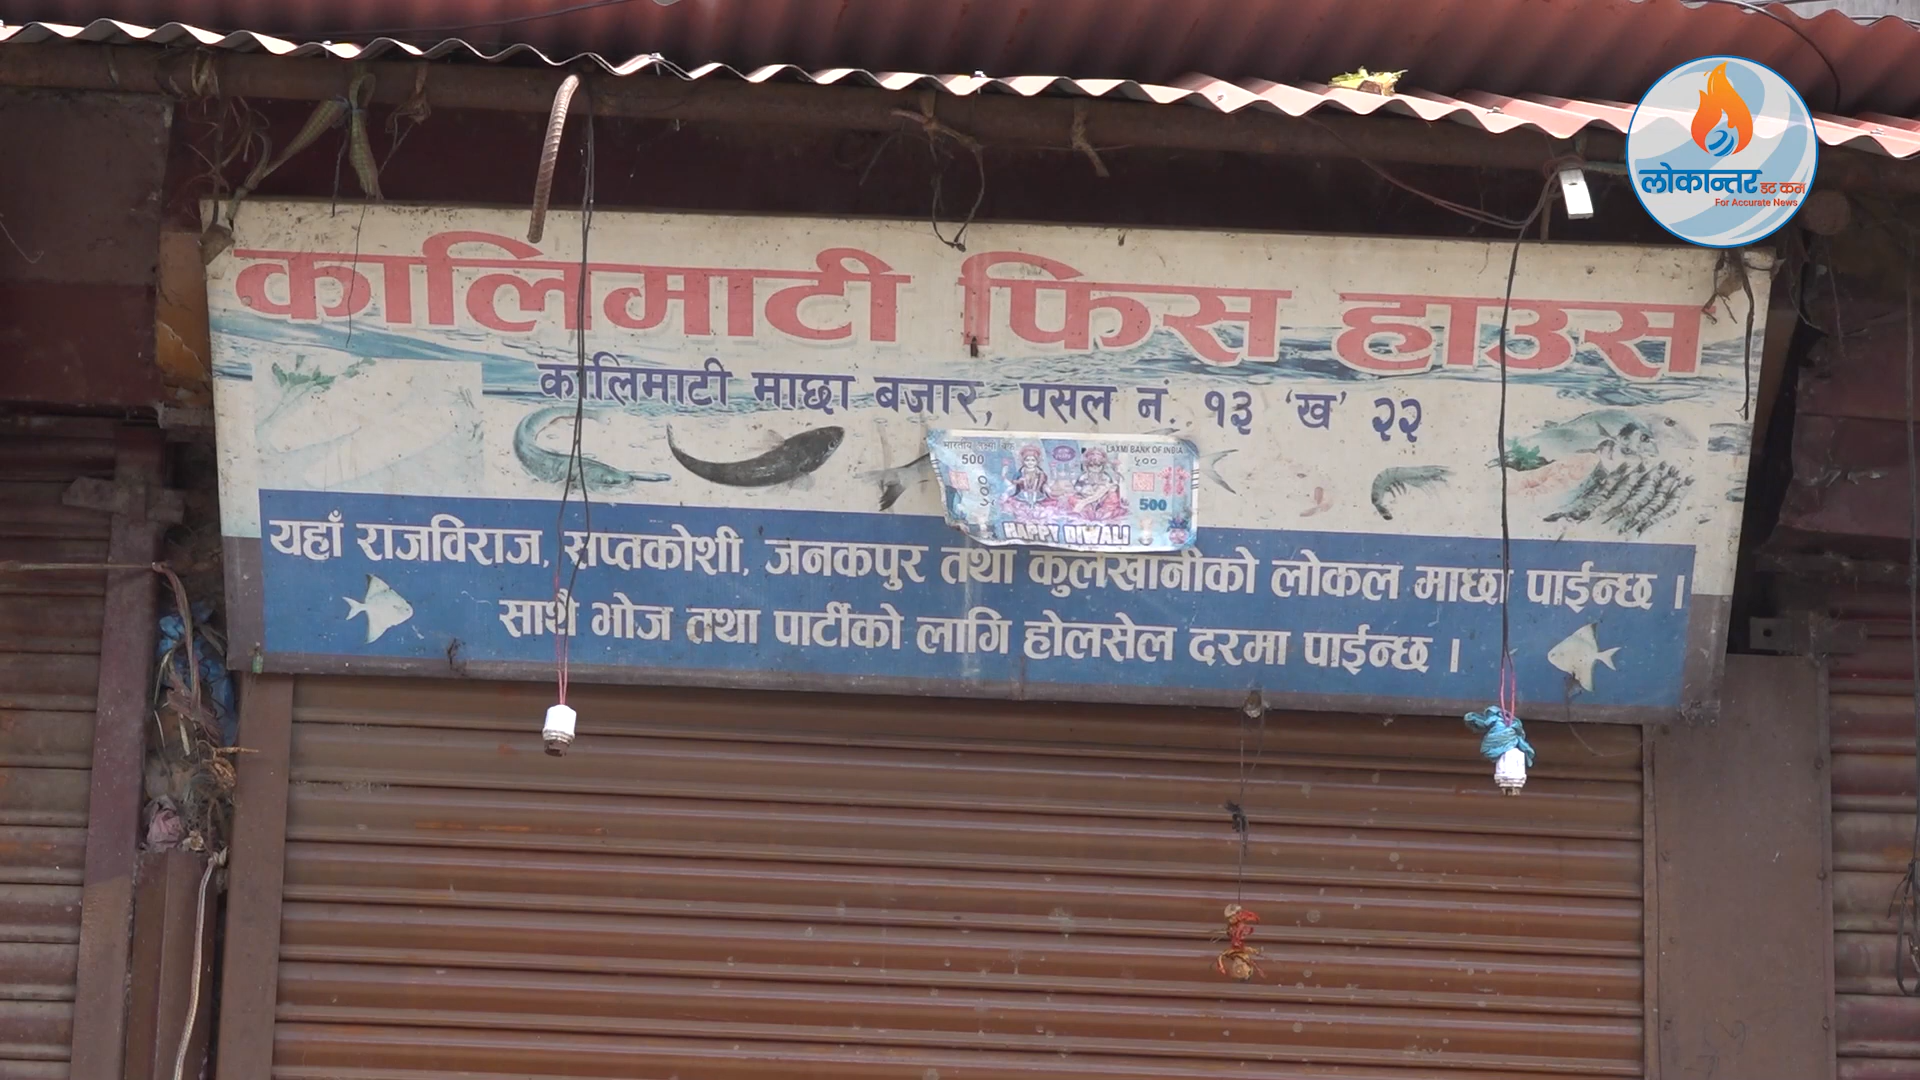 लोकान्तर डट कम
For Accurate News
कालिमाटी फिस हाउस
कालिमाटी माछा बजार, पसल नं. १३ ‘ख’ २२
500
LAXMI BANK OF INDIA
५००
500
HAPPY DIWALI
यहाँ राजविराज, सप्तकोशी, जनकपुर तथा कुलेखानीको लोकल माछा पाईन्छ ।
साथै भोज तथा पार्टीको लागि होलसेल दरमा पाईन्छ ।